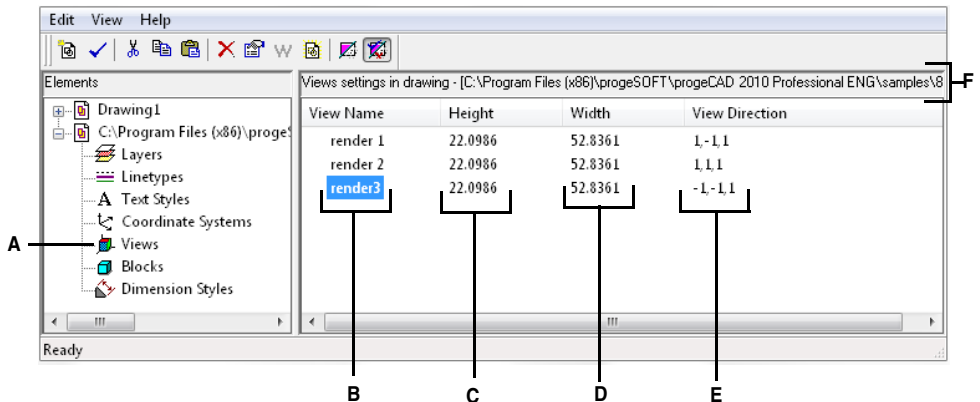 Edit View Help
W
Elements
Views settings in drawing - [C:\Program Files (x86)\progeSOFT\progeCAD 2010 Professional ENG\samples\8
F
Drawing1
C:\Program Files (x86)\proge
Layers
Linetypes
A Text Styles
Coordinate Systems
Views
Blocks
Dimension Styles
A
View Name Height Width View Direction
render 1 22.0986 52.8361 1,-1,1
render 2 22.0986 52.8361 1,1,1
render3 22.0986 52.8361 -1,-1,1
Ready
B C D E